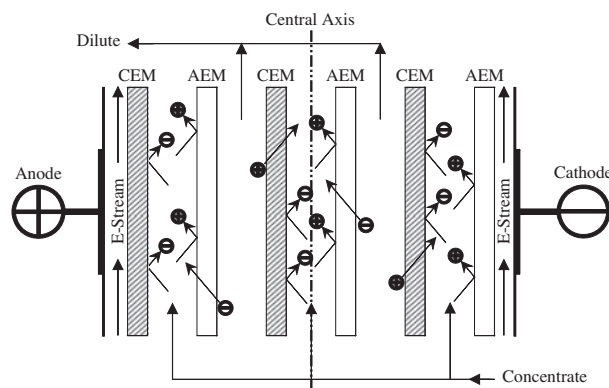 Central Axis
Dilute
CEM AEM CEM AEM CEM AEM
Anode
Cathode
E-Stream
E-Stream
Concentrate